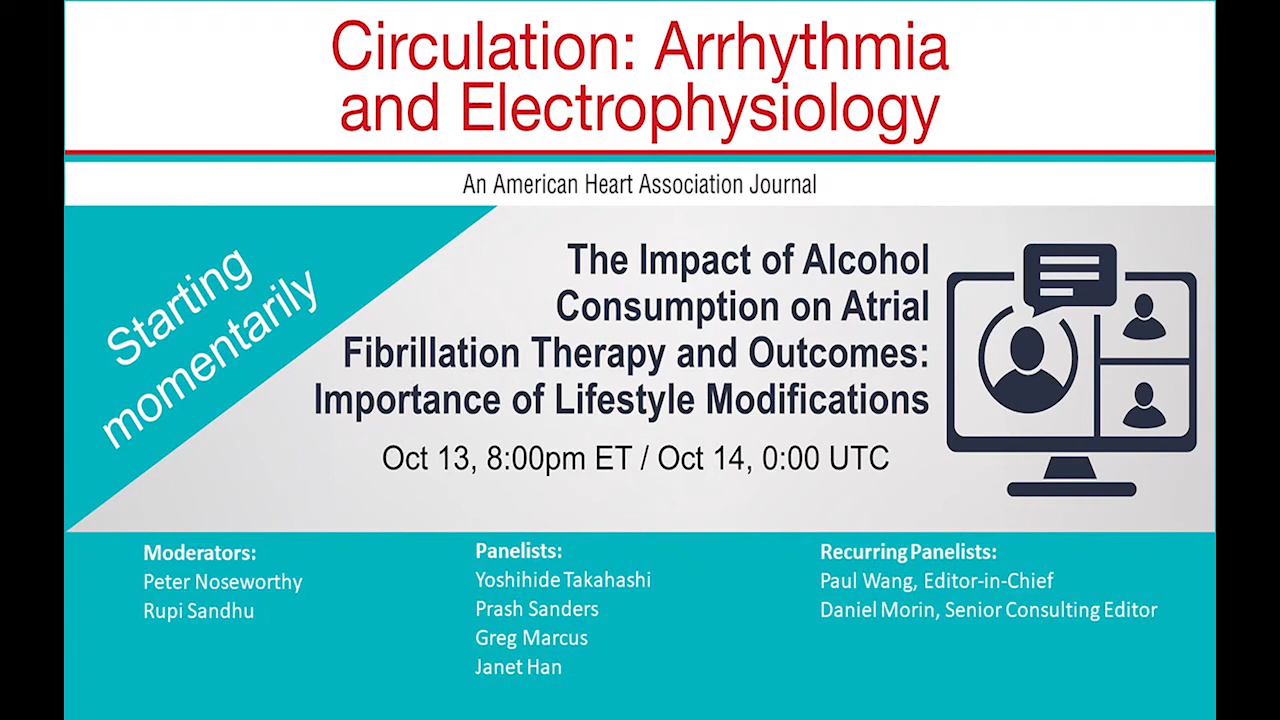 Circulation: Arrhythmia
and Electrophysiology
An American Heart Association Journal
Starting
momentarily
The Impact of Alcohol
Consumption on Atrial
Fibrillation Therapy and Outcomes:
Importance of Lifestyle Modifications
Oct 13, 8:00pm ET / Oct 14, 0:00 UTC
Moderators:
Peter Noseworthy
Rupi Sandhu
Panelists:
Yoshihide Takahashi
Prash Sanders
Greg Marcus
Janet Han
Recurring Panelists:
Paul Wang, Editor-in-Chief
Daniel Morin, Senior Consulting Editor